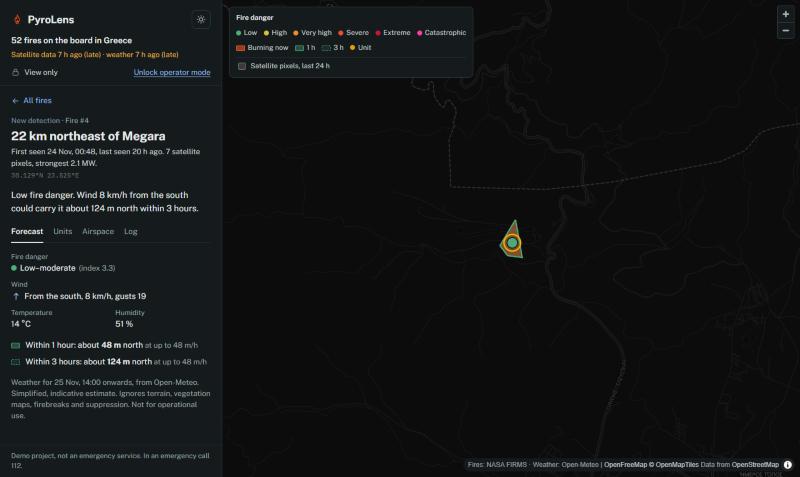 PyroLens
52 fires on the board in Greece
Satellite data 7 h ago (late) · weather 7 h ago (late)
View only
Unlock operator mode
← All fires
New detection · Fire #4
22 km northeast of Megara
First seen 24 Nov, 00:48, last seen 20 h ago. 7 satellite
pixels, strongest 2.1 MW.
Low fire danger. Wind 8 km/h from the south
could carry it about 124 m north within 3 hours.
Forecast Units Airspace Log
Fire danger
Low–moderate (index 3.3)
Wind
↑ From the south, 8 km/h, gusts 19
Temperature Humidity
14 °C 51 %
Within 1 hour: about 48 m north at up to 48 m/h
Within 3 hours: about 124 m north at up to 48 m/h
Weather for 25 Nov, 14:00 onwards, from Open-Meteo.
Simplified, indicative estimate. Ignores terrain, vegetation
maps, firebreaks and suppression. Not for operational
use.
Demo project, not an emergency service. In an emergency call
112.
Fire danger
Low High Very high Severe Extreme Catastrophic
Burning now 1 h 3 h Unit
Satellite pixels, last 24 h
+
−
Fires: NASA FIRMS · Weather: Open-Meteo | OpenFreeMap © OpenMapTiles Data from OpenStreetMap